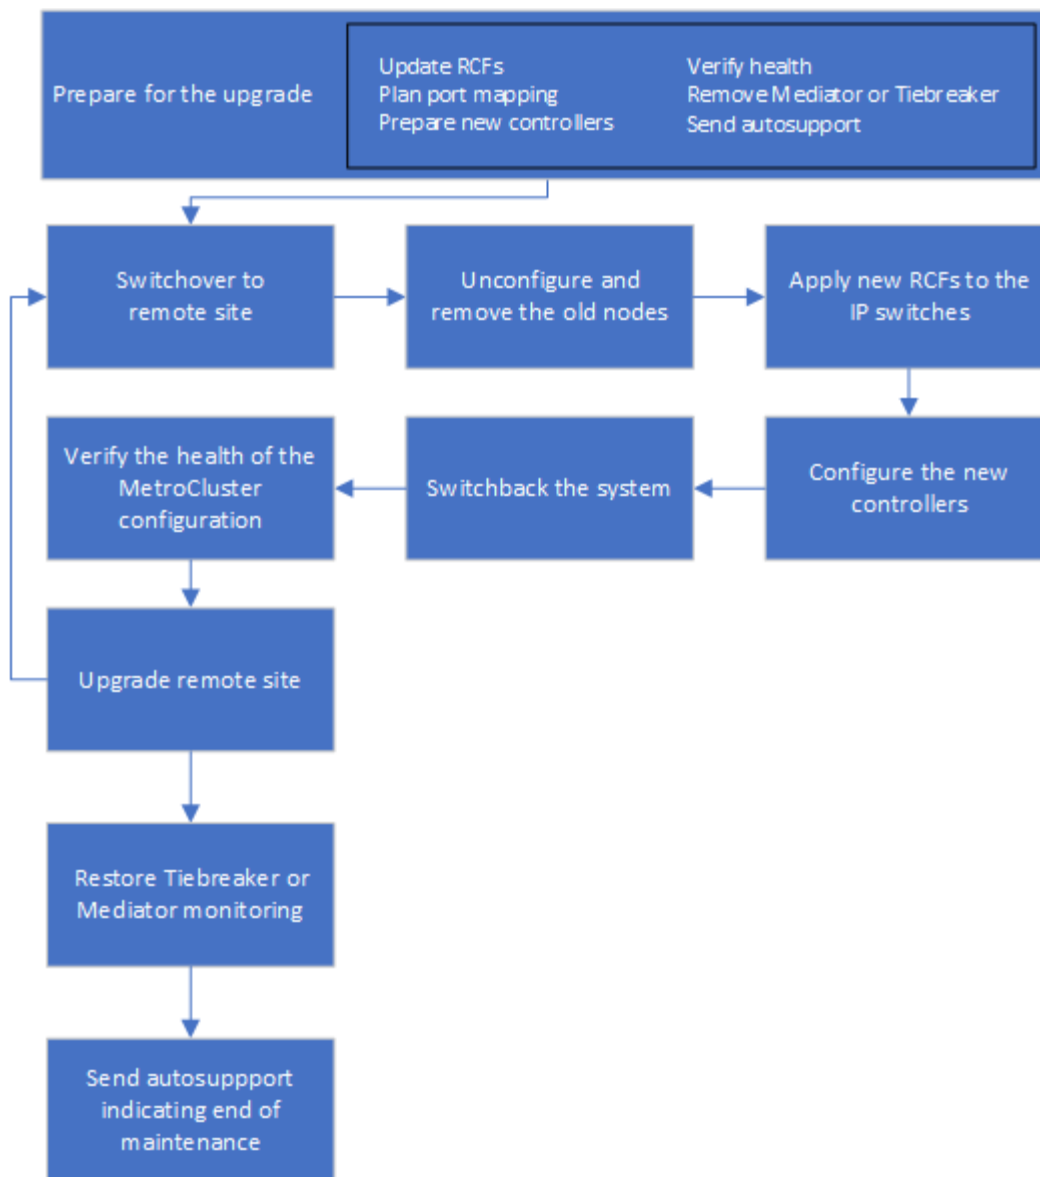 Prepare for the upgrade
Update RCFs
Plan port mapping
Prepare new controllers
Verify health
Remove Mediator or Tiebreaker
Send autosupport
Switchover to
remote site
Unconfigure and
remove the old nodes
Apply new RCFs to the
IP switches
Configure the new
controllers
Switchback the system
Verify the health of the
MetroCluster
configuration
Upgrade remote site
Restore Tiebreaker or
Mediator monitoring
Send autosuppport
indicating end of
maintenance